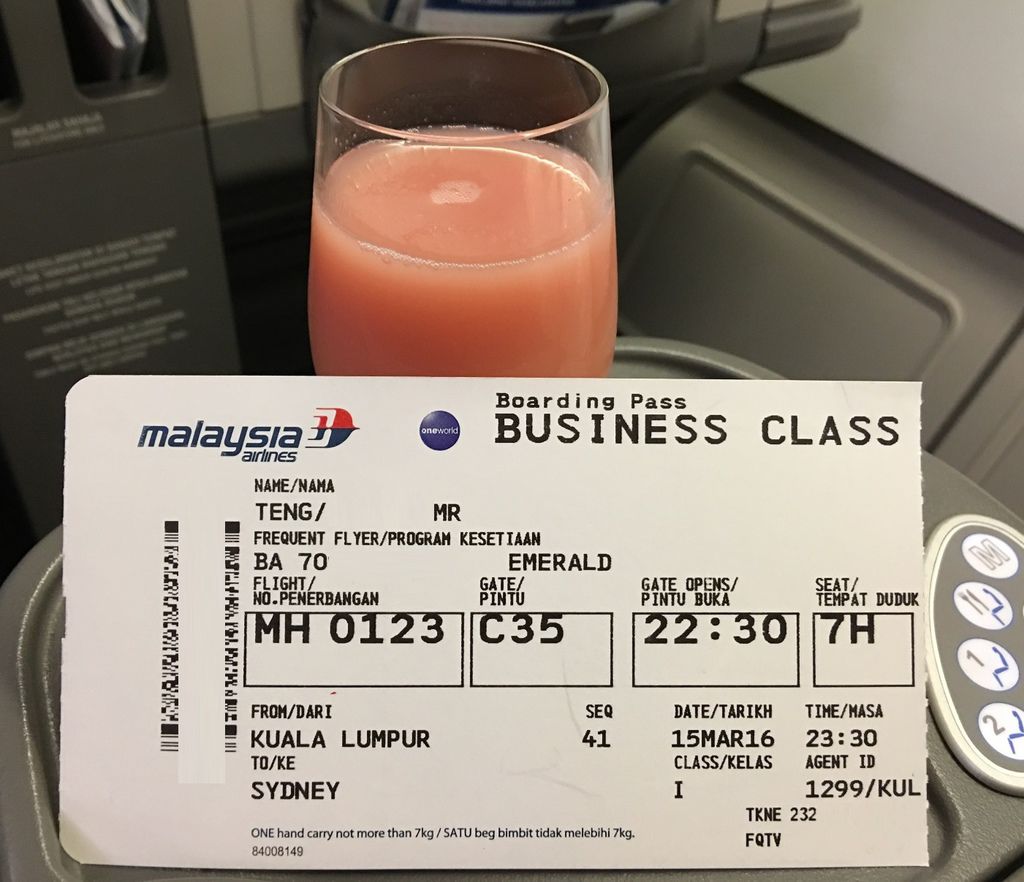 Boarding Pass
malaysia airlines
oneworld
BUSINESS CLASS
NAME/NAMA
TENG/ MR
FREQUENT FLYER/PROGRAM KESETIAAN
BA 70 EMERALD
FLIGHT/ GATE/ GATE OPENS/ SEAT/
NO.PENERBANGAN PINTU PINTU BUKA TEMPAT DUDUK
MH 0123 C35 22:30 7H
FROM/DARI SEQ DATE/TARIKH TIME/MASA
KUALA LUMPUR 41 15MAR16 23:30
TO/KE CLASS/KELAS AGENT ID
SYDNEY I 1299/KUL
TKNE 232
ONE hand carry not more than 7kg / SATU beg bimbit tidak melebihi 7kg.
FQTV
84008149
M
1
2